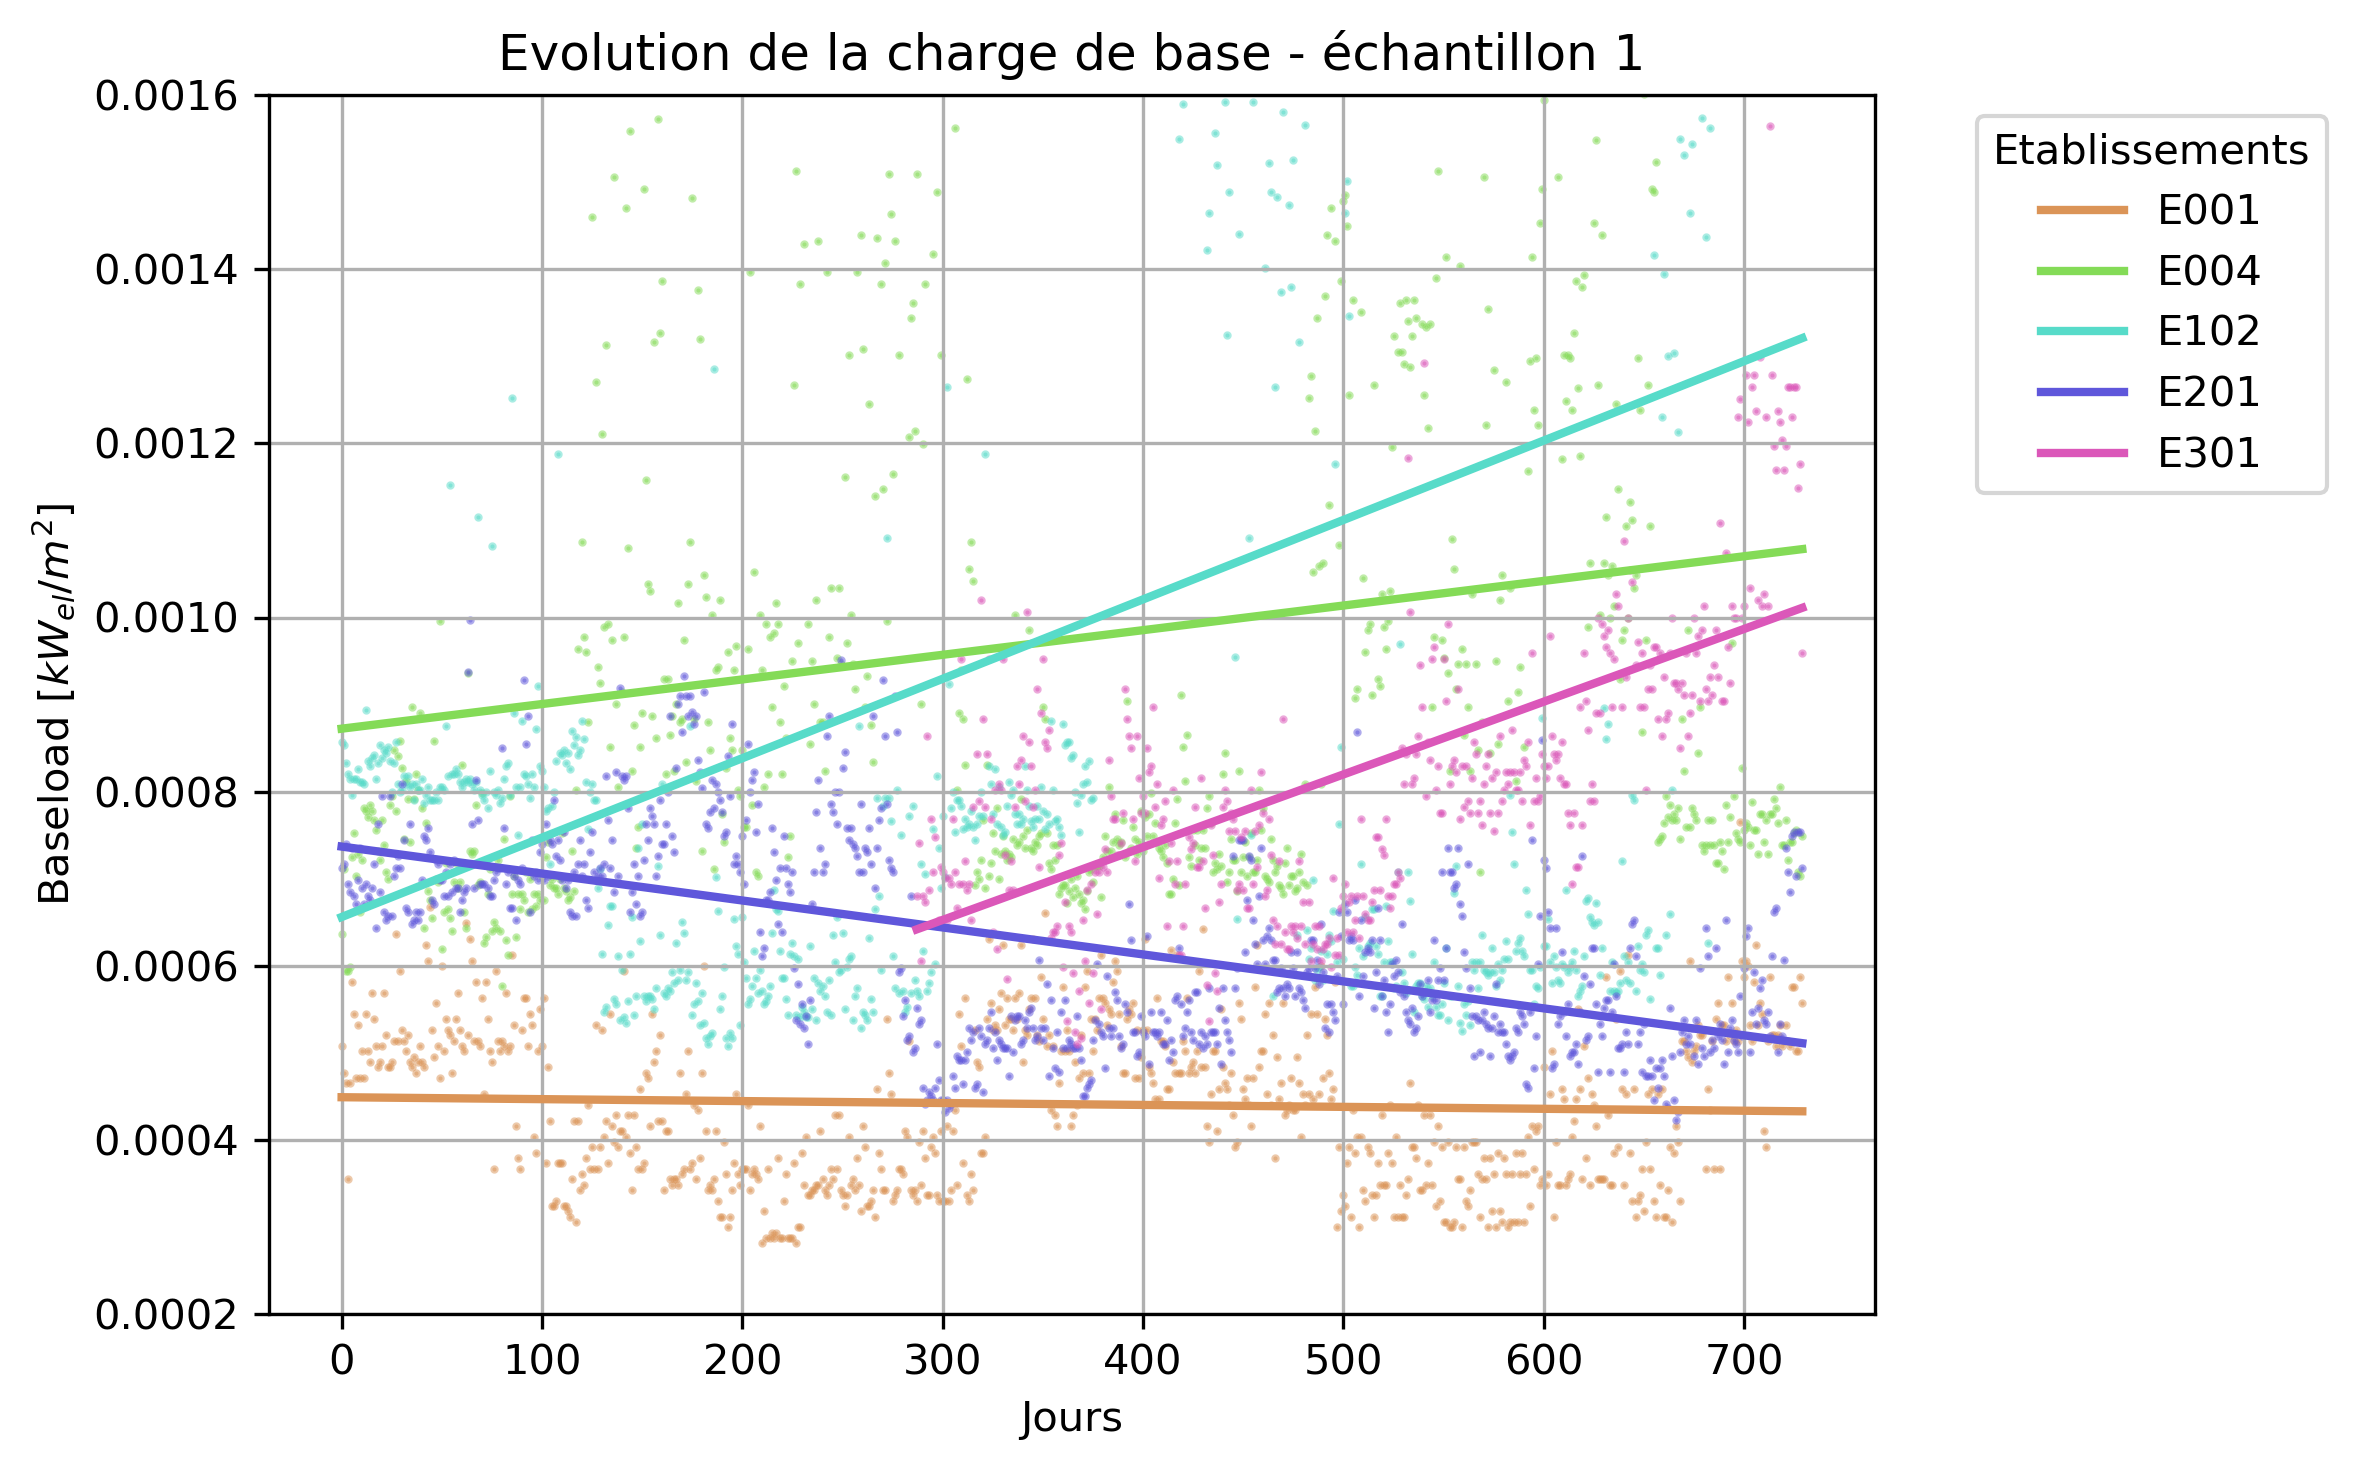 Evolution de la charge de base - échantillon 1
Baseload [kW_{el}/m^2]
0.0016
0.0014
0.0012
0.0010
0.0008
0.0006
0.0004
0.0002
0 100 200 300 400 500 600 700
Jours
Etablissements
E001
E004
E102
E201
E301